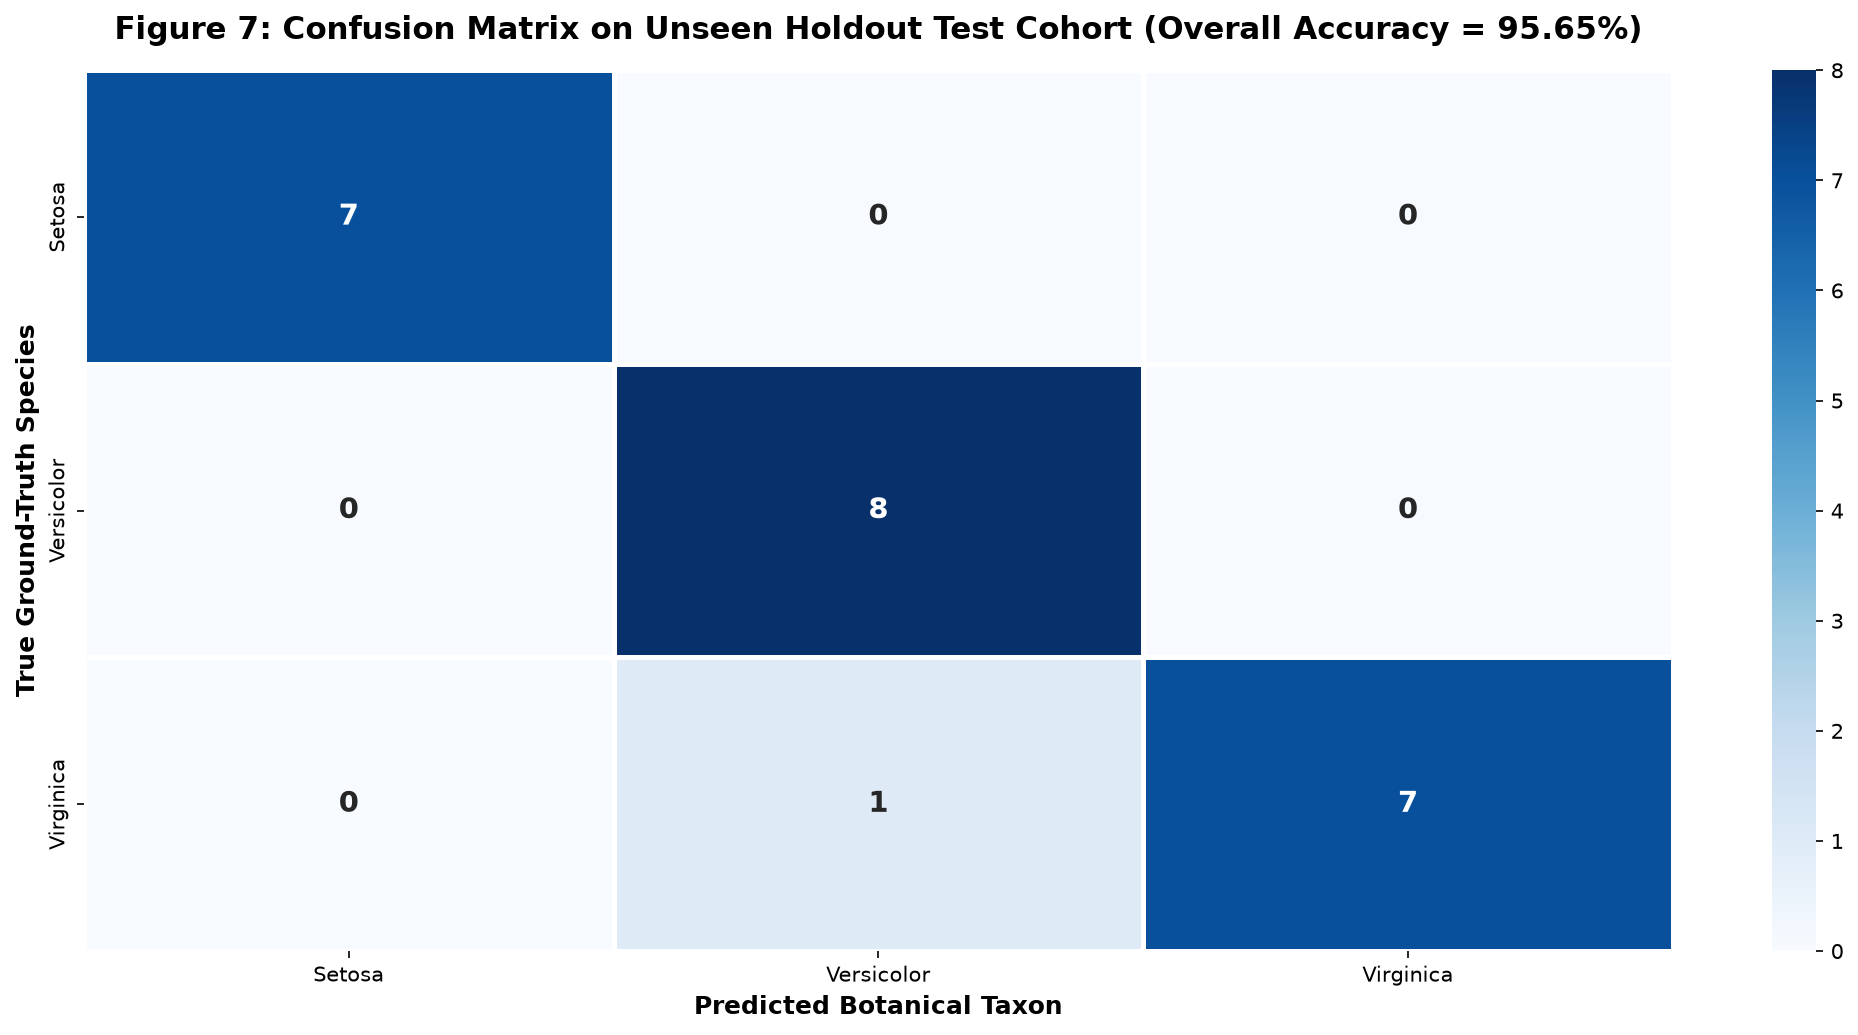 Figure 7: Confusion Matrix on Unseen Holdout Test Cohort (Overall Accuracy = 95.65%)
True Ground-Truth Species
Setosa
7
0
0
Versicolor
0
8
0
Virginica
0
1
7
Setosa
Versicolor
Virginica
Predicted Botanical Taxon
8
7
6
5
4
3
2
1
0